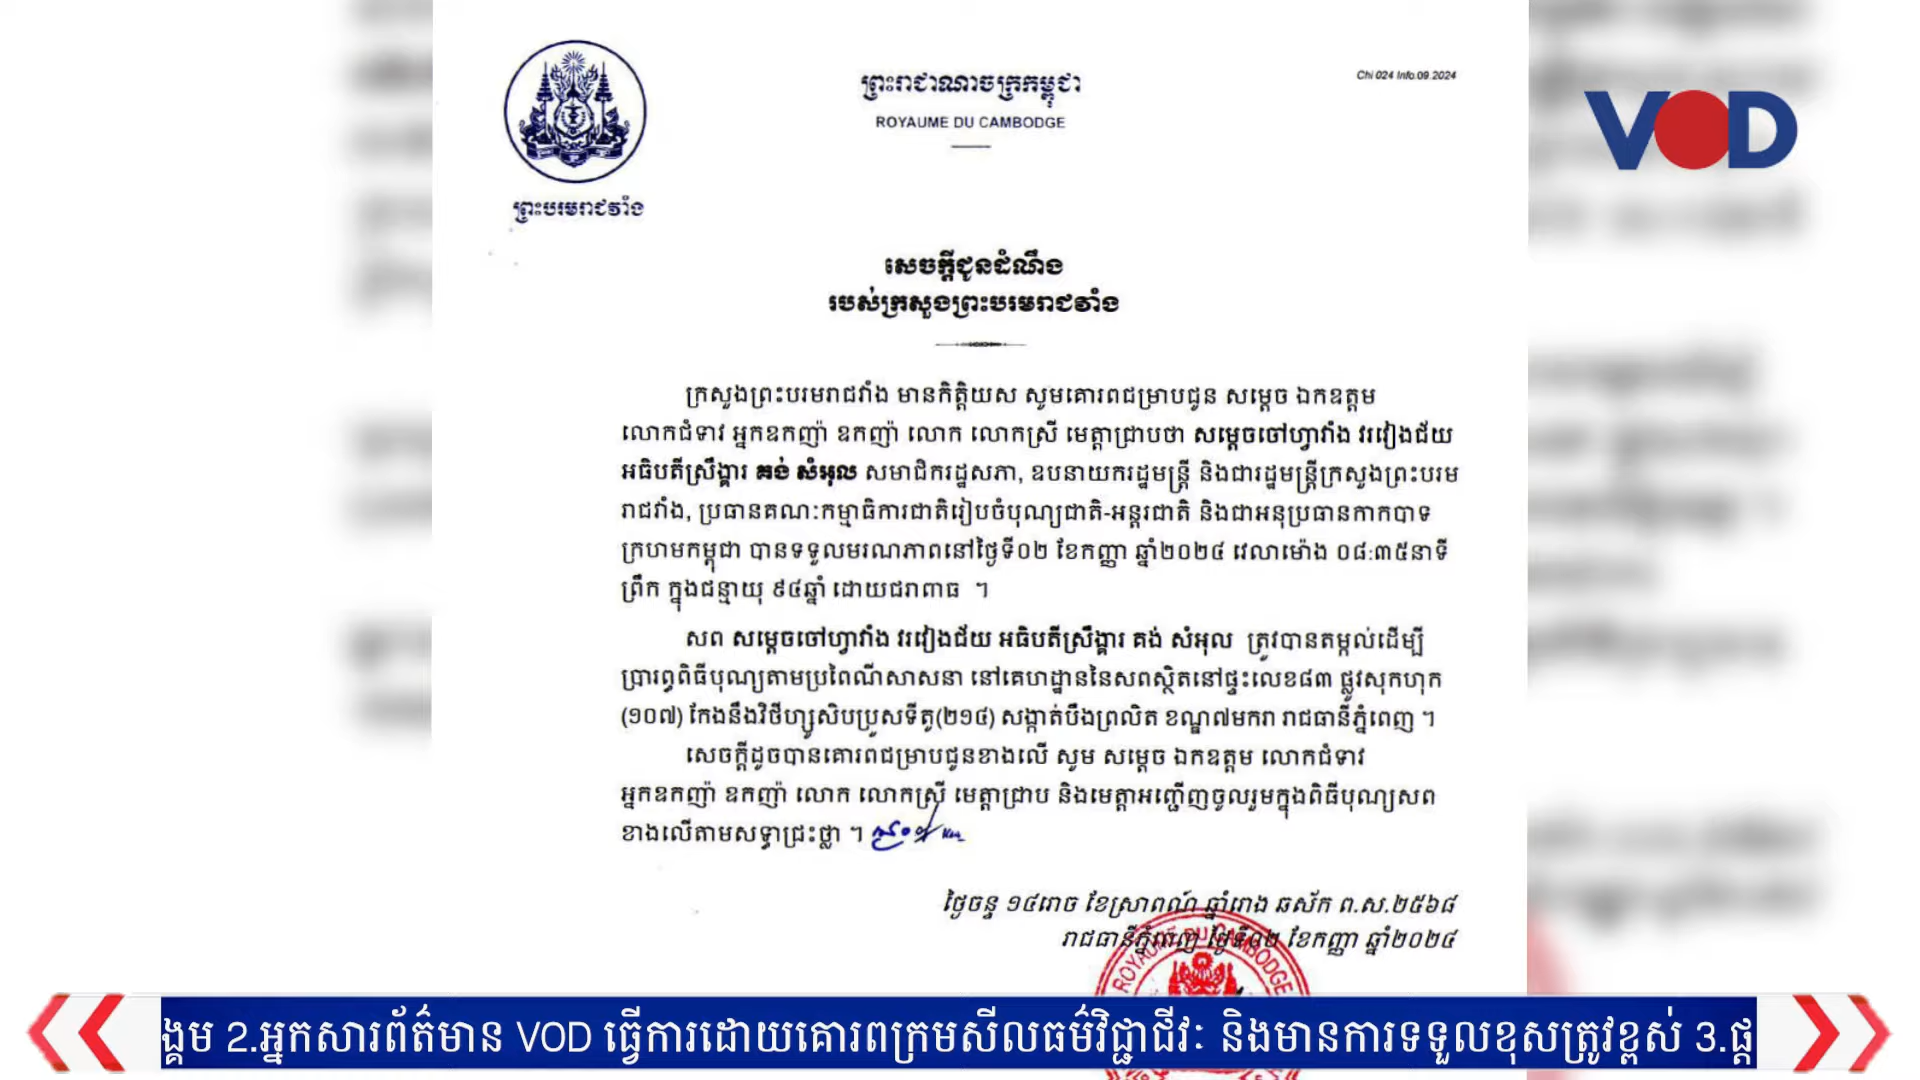 ព្រះរាជាណាចក្រកម្ពុជា
ROYAUME DU CAMBODGE
Chi 024 Info.09.2024
VOD
ព្រះបរមរាជវាំង
សេចក្តីជូនដំណឹង
របស់ក្រសួងព្រះបរមរាជវាំង
ក្រសួងព្រះបរមរាជវាំង មានកិត្តិយស សូមគោរពជម្រាបជូន សម្តេច ឯកឧត្តម
លោកជំទាវ អ្នកឧកញ៉ា ឧកញ៉ា លោក លោកស្រី មេត្តាជ្រាបថា សម្តេចចៅហ្វាវាំង វរវៀងជ័យ
អធិបតីស្រឹង្គារ គង់ សំអុល សមាជិករដ្ឋសភា, ឧបនាយករដ្ឋមន្ត្រី និងជារដ្ឋមន្ត្រីក្រសួងព្រះបរម
រាជវាំង, ប្រធានគណៈកម្មាធិការជាតិរៀបចំបុណ្យជាតិ-អន្តរជាតិ និងជាអនុប្រធានកាកបាទ
ក្រហមកម្ពុជា បានទទួលមរណភាពនៅថ្ងៃទី០២ ខែកញ្ញា ឆ្នាំ២០២៤ វេលាម៉ោង ០៨:៣៥នាទី
ព្រឹក ក្នុងជន្មាយុ ៩៤ឆ្នាំ ដោយជរាពាធ ។
សព សម្តេចចៅហ្វាវាំង វរវៀងជ័យ អធិបតីស្រឹង្គារ គង់ សំអុល ត្រូវបានតម្កល់ដើម្បី
ប្រារព្ធពិធីបុណ្យតាមប្រពៃណីសាសនា នៅគេហដ្ឋាននៃសពស្ថិតនៅផ្ទះលេខ៨៣ ផ្លូវសុកហុក
(១០៧) កែងនឹងវិថីហ្សូសិបប្រូសទីតូ(២១៤) សង្កាត់បឹងព្រលិត ខណ្ឌ៧មករា រាជធានីភ្នំពេញ ។
សេចក្តីដូចបានគោរពជម្រាបជូនខាងលើ សូម សម្តេច ឯកឧត្តម លោកជំទាវ
អ្នកឧកញ៉ា ឧកញ៉ា លោក លោកស្រី មេត្តាជ្រាប និងមេត្តាអញ្ជើញចូលរួមក្នុងពិធីបុណ្យសព
ខាងលើតាមសទ្ធាជ្រះថ្លា ។
ថ្ងៃចន្ទ ១៤រោច ខែស្រាពណ៍ ឆ្នាំរោង ឆស័ក ព.ស.២៥៦៨
រាជធានីភ្នំពេញ ថ្ងៃទី០២ ខែកញ្ញា ឆ្នាំ២០២៤
ROYAUME DU CAMBODGE
ង្គម 2.អ្នកសារព័ត៌មាន VOD ធ្វើការដោយគោរពក្រមសីលធម៌វិជ្ជាជីវៈ និងមានការទទួលខុសត្រូវខ្ពស់ 3.ផ្ត